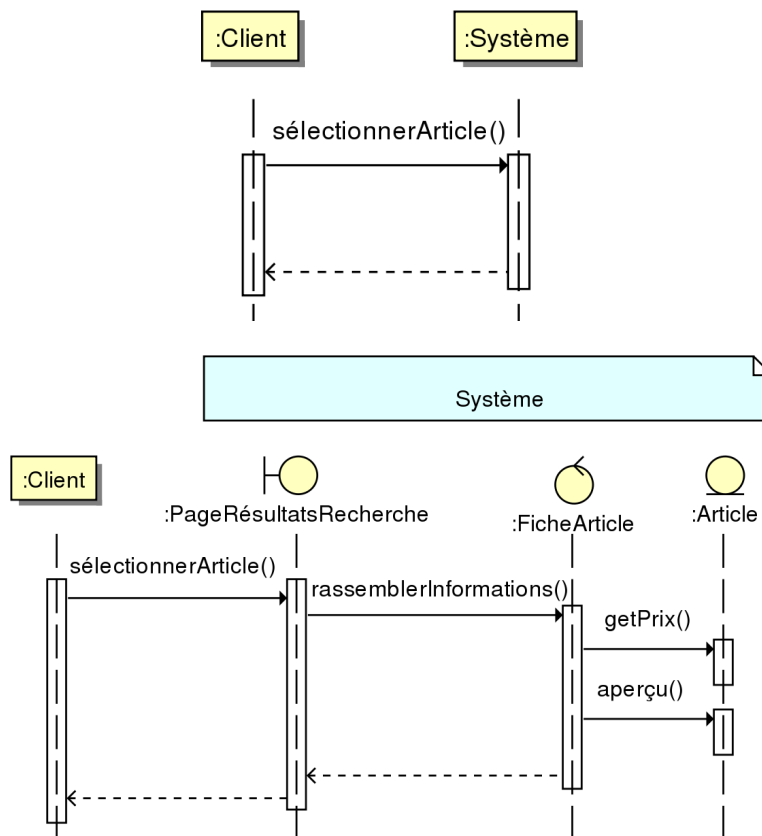 :Client
:Système
sélectionnerArticle()
Système
:Client
:PageRésultatsRecherche
:FicheArticle
:Article
sélectionnerArticle()
rassemblerInformations()
getPrix()
aperçu()